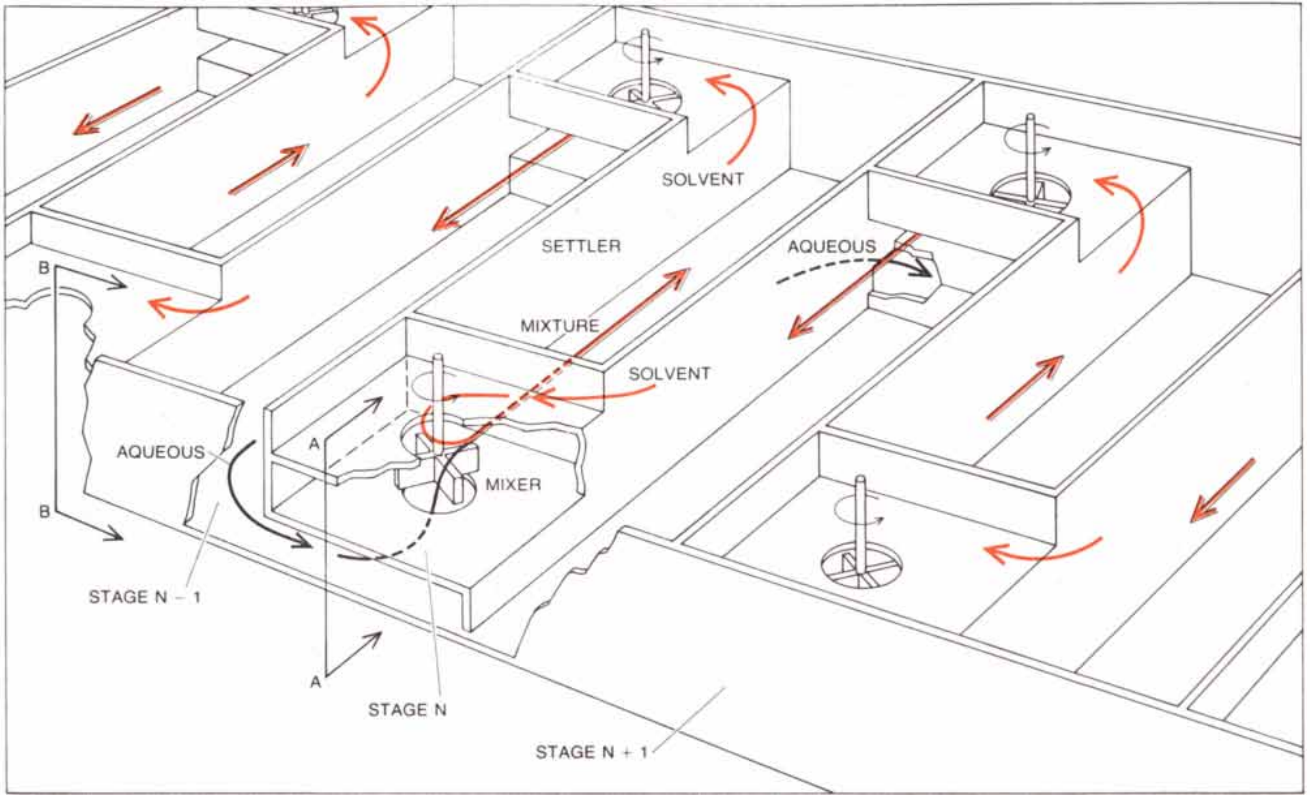 SOLVENT
SETTLER
AQUEOUS
B
MIXTURE
SOLVENT
A
AQUEOUS
MIXER
B
STAGE N – 1
A
STAGE N
STAGE N + 1